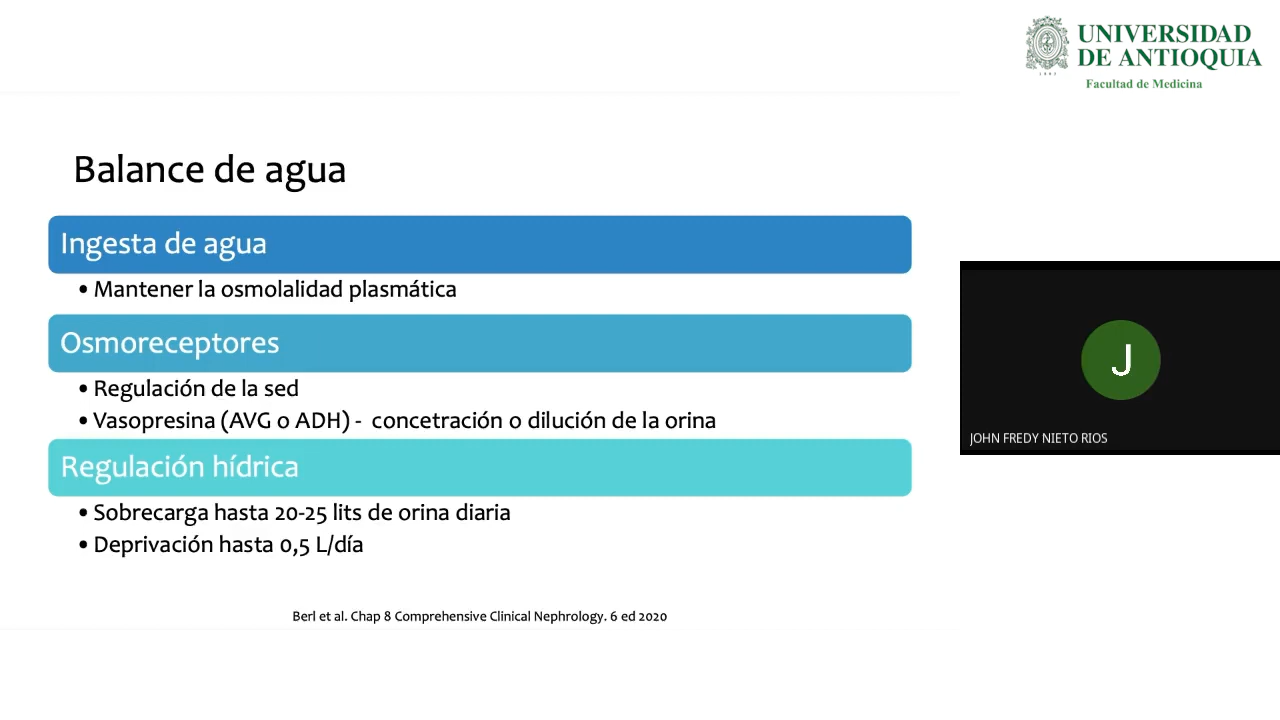 UNIVERSIDAD
DE ANTIOQUIA
1803
Facultad de Medicina
Balance de agua
Ingesta de agua
• Mantener la osmolalidad plasmática
Osmoreceptores
• Regulación de la sed
• Vasopresina (AVG o ADH) - concetración o dilución de la orina
Regulación hídrica
• Sobrecarga hasta 20-25 lits de orina diaria
• Deprivación hasta 0,5 L/día
Berl et al. Chap 8 Comprehensive Clinical Nephrology. 6 ed 2020
J
JOHN FREDY NIETO RIOS